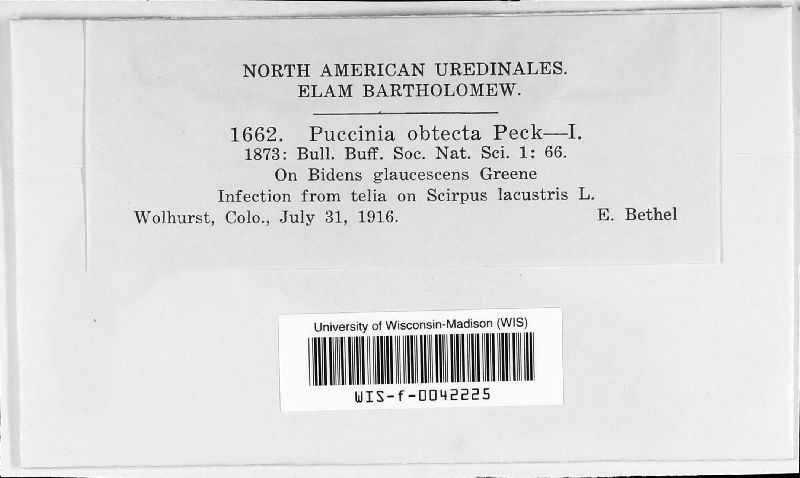 NORTH AMERICAN UREDINALES.
ELAM BARTHOLOMEW.
1662. Puccinia obtecta Peck—I.
1873: Bull. Buff. Soc. Nat. Sci. 1: 66.
On Bidens glaucescens Greene
Infection from telia on Scirpus lacustris L.
Wolhurst, Colo., July 31, 1916. E. Bethel
University of Wisconsin-Madison (WIS)
WIS-f-0042225